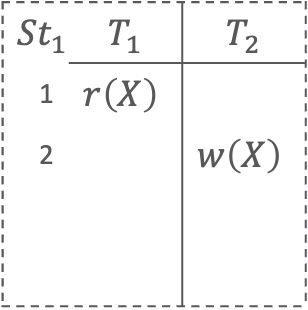 St₁ T₁ T₂
1 r(X)
2 w(X)